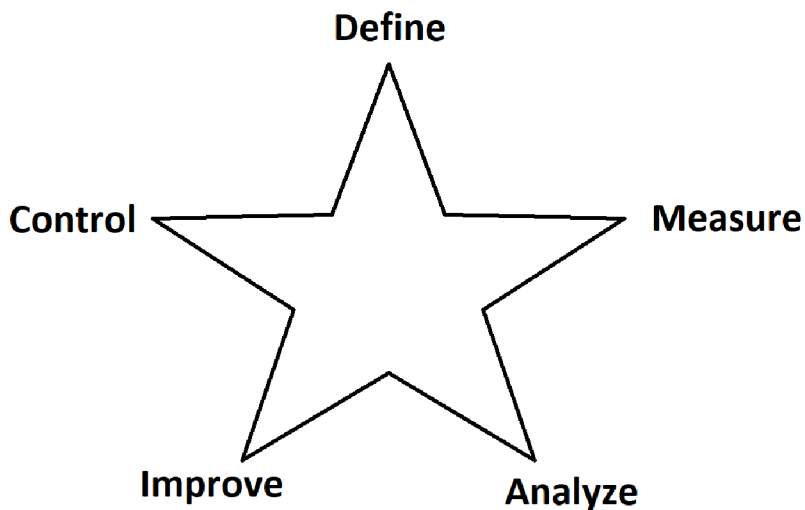 Define
Measure
Analyze
Improve
Control